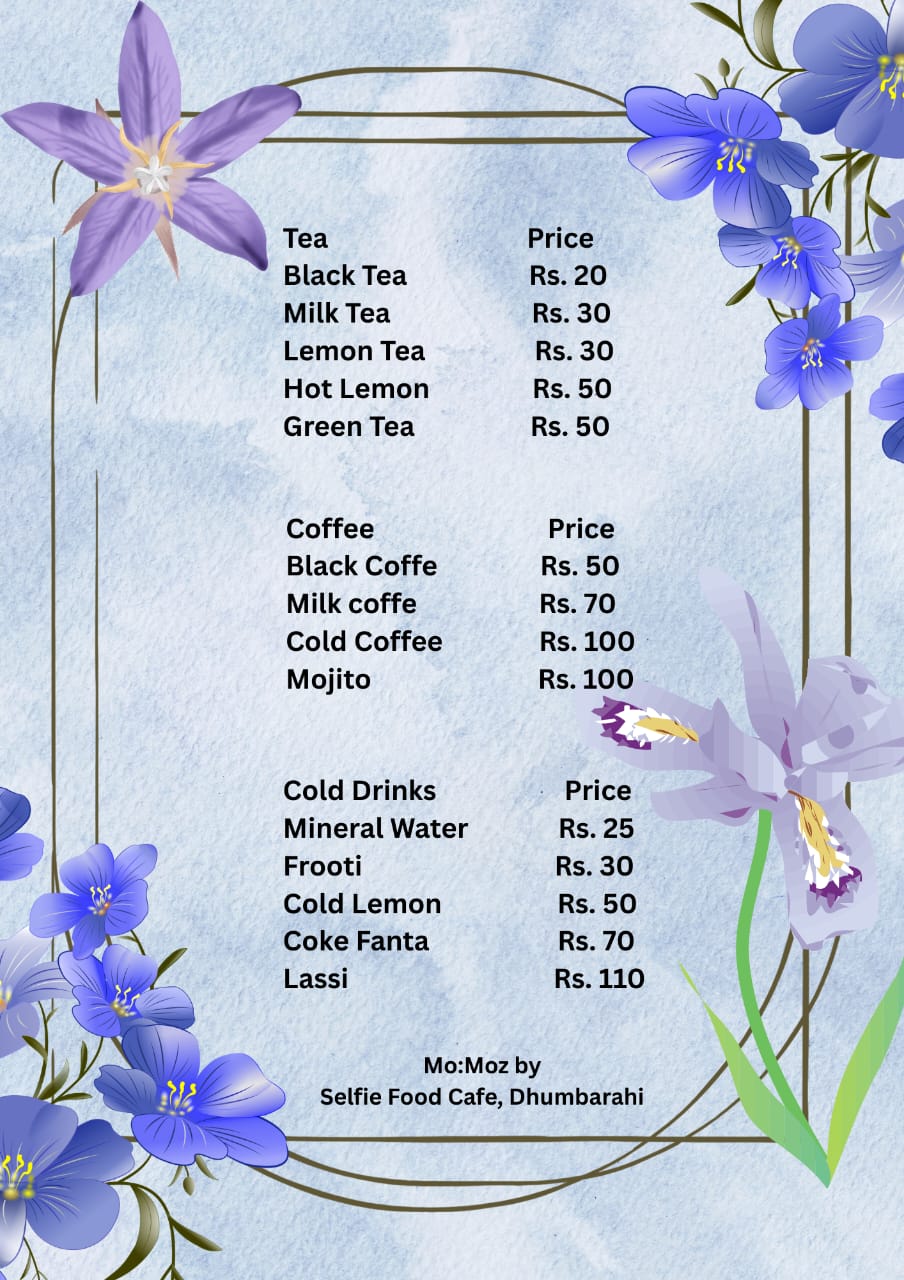 Tea Price
Black Tea Rs. 20
Milk Tea Rs. 30
Lemon Tea Rs. 30
Hot Lemon Rs. 50
Green Tea Rs. 50
Coffee Price
Black Coffe Rs. 50
Milk coffe Rs. 70
Cold Coffee Rs. 100
Mojito Rs. 100
Cold Drinks Price
Mineral Water Rs. 25
Frooti Rs. 30
Cold Lemon Rs. 50
Coke Fanta Rs. 70
Lassi Rs. 110
Mo:Moz by
Selfie Food Cafe, Dhumbarahi